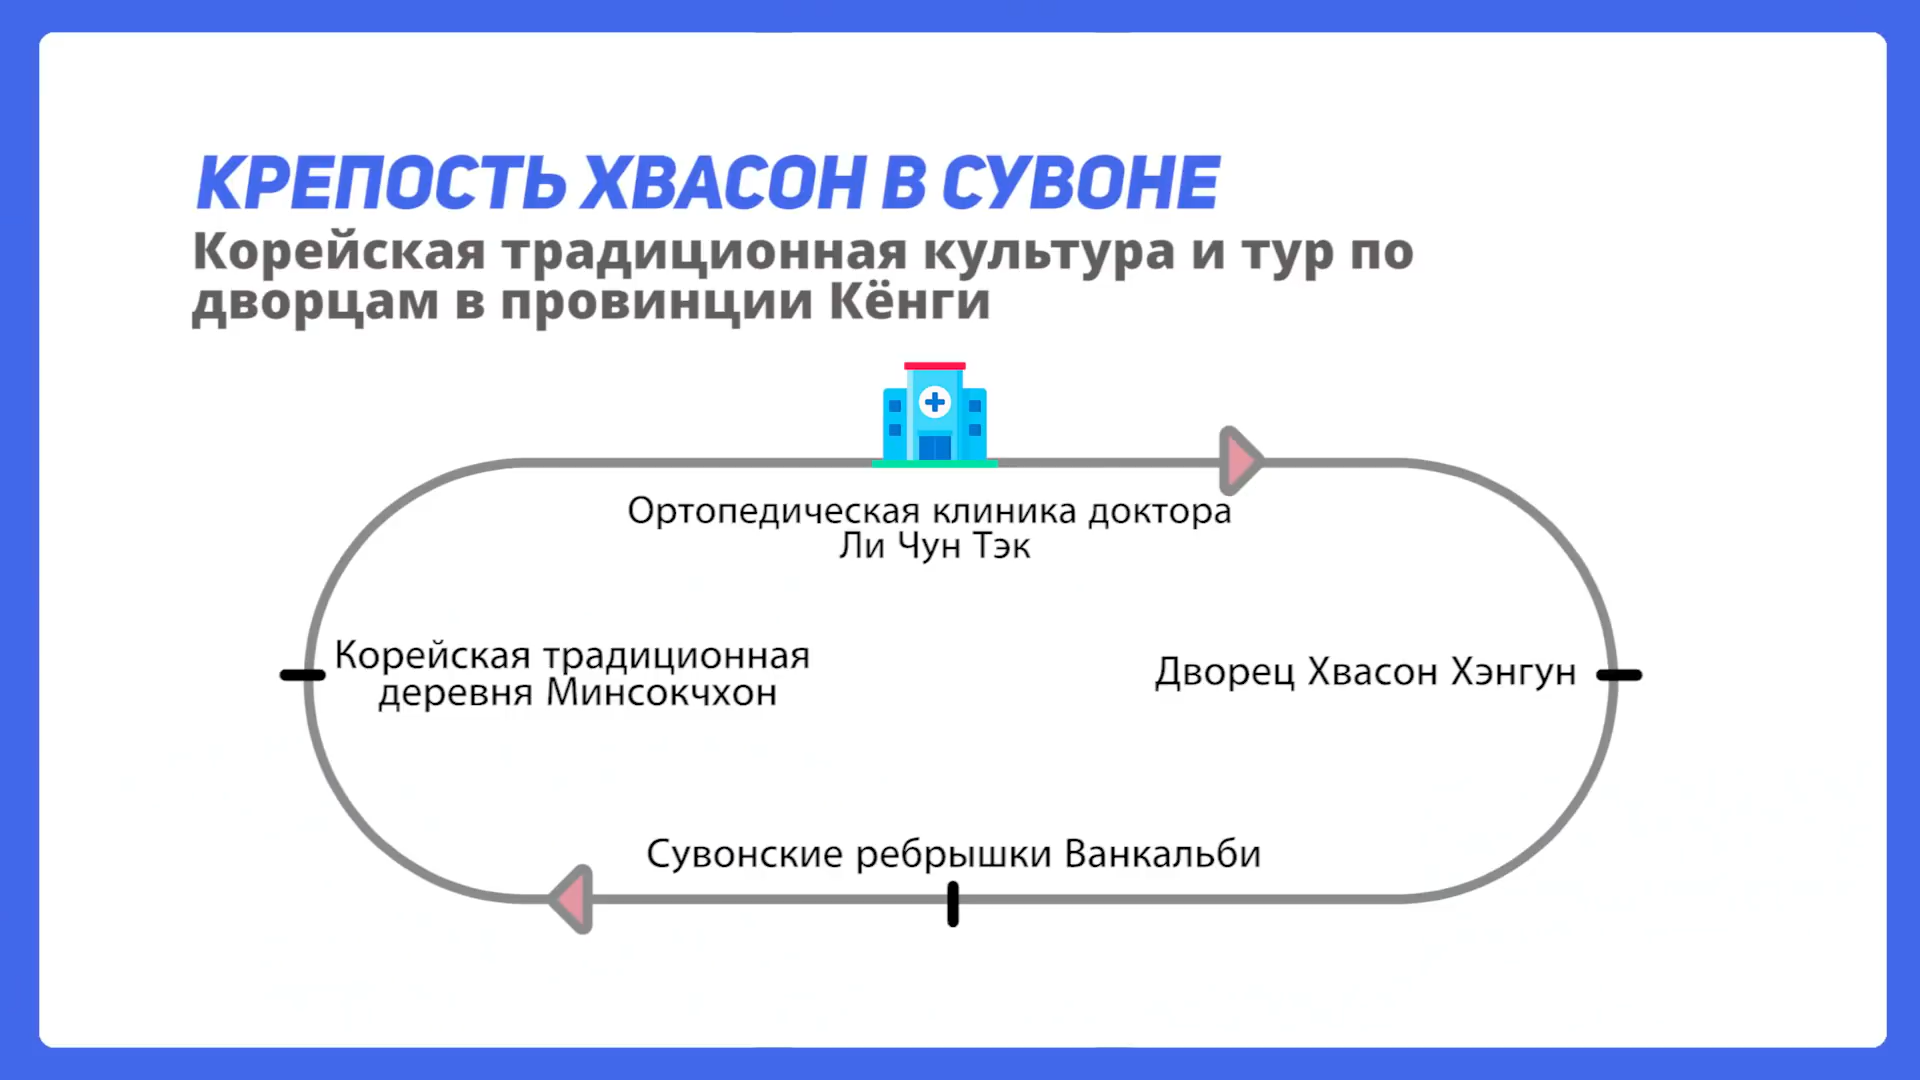 КРЕПОСТЬ ХВАСОН В СУВОНЕ
Корейская традиционная культура и тур по
дворцам в провинции Кёнги
Ортопедическая клиника доктора
Ли Чун Тэк
Корейская традиционная
деревня Минсокчхон
Дворец Хвасон Хэнгун
Сувонские ребрышки Ванкальби